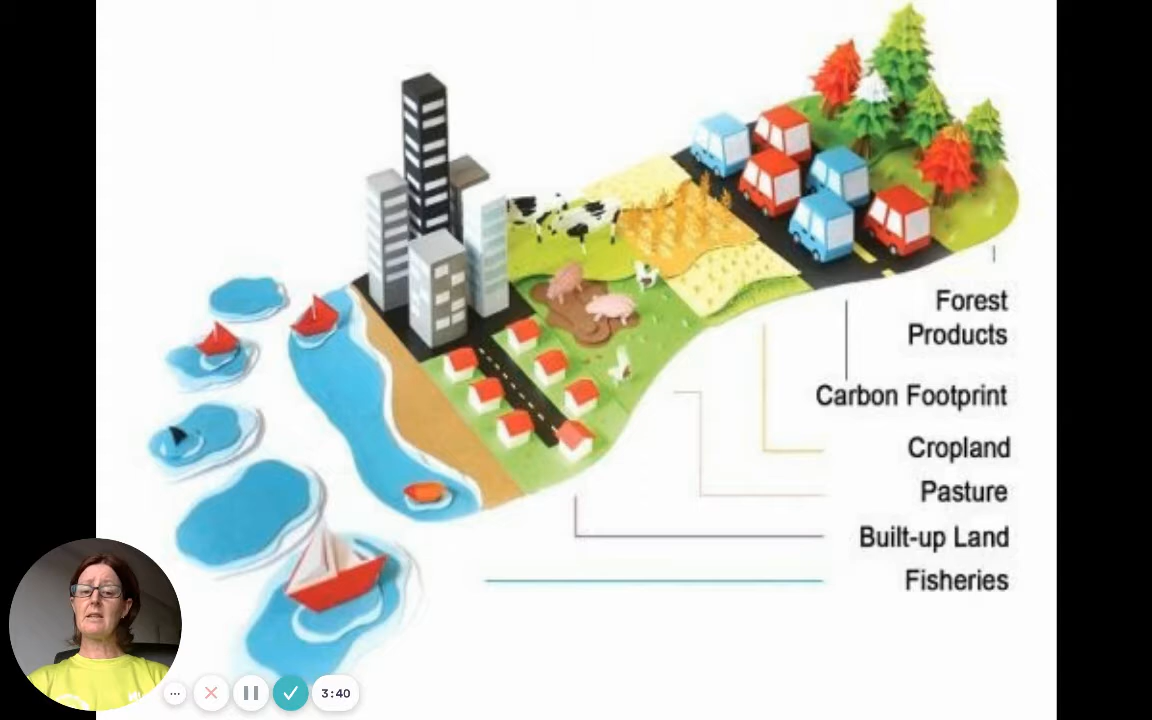 Forest
Products
Carbon Footprint
Cropland
Pasture
Built-up Land
Fisheries
3:40